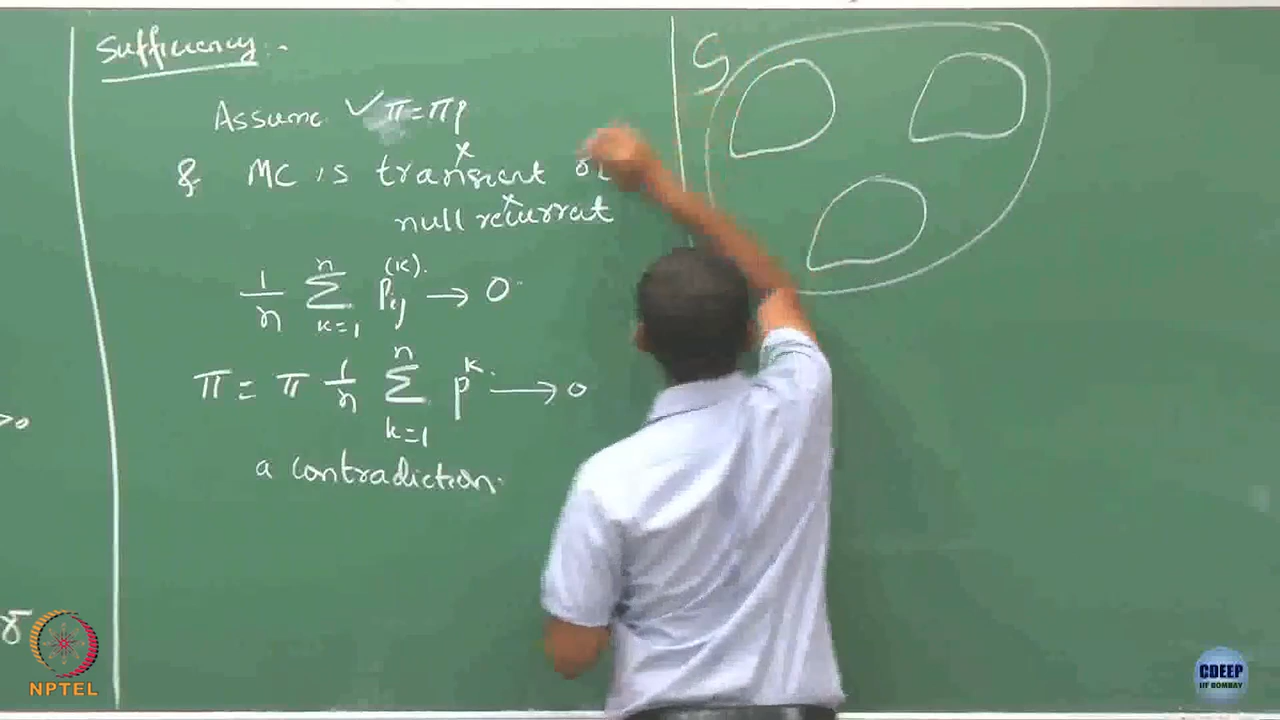 Sufficiency:-
Assume ✓ π = πP
& MC is transient or
null recurrent
1/n Σ_{k=1}^{n} P_{ij}^{(k)} → 0
π = π 1/n Σ_{k=1}^{n} P^k → 0
a contradiction.
>0
γ
S
NPTEL
CDEEP
IIT BOMBAY